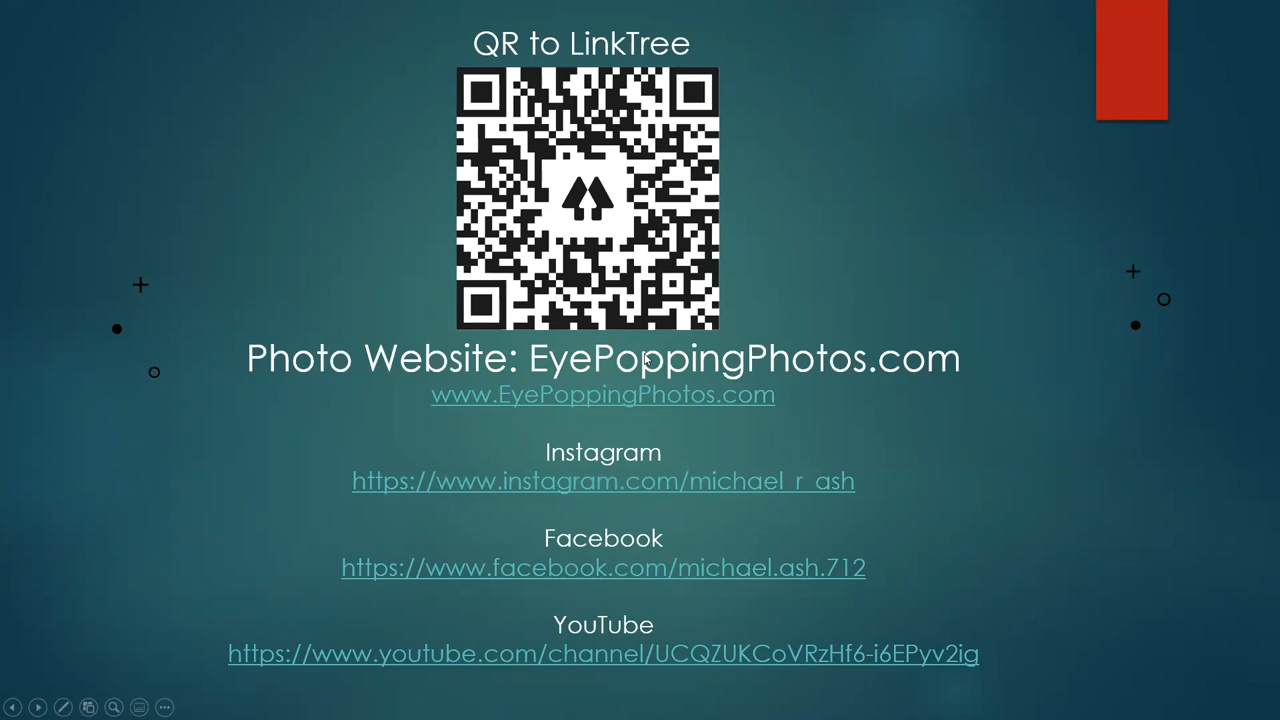 QR to LinkTree
Photo Website: EyePoppingPhotos.com
www.EyePoppingPhotos.com
Instagram
https://www.instagram.com/michael_r_ash
Facebook
https://www.facebook.com/michael.ash.712
YouTube
https://www.youtube.com/channel/UCQZUKCoVRzHf6-i6EPyv2ig